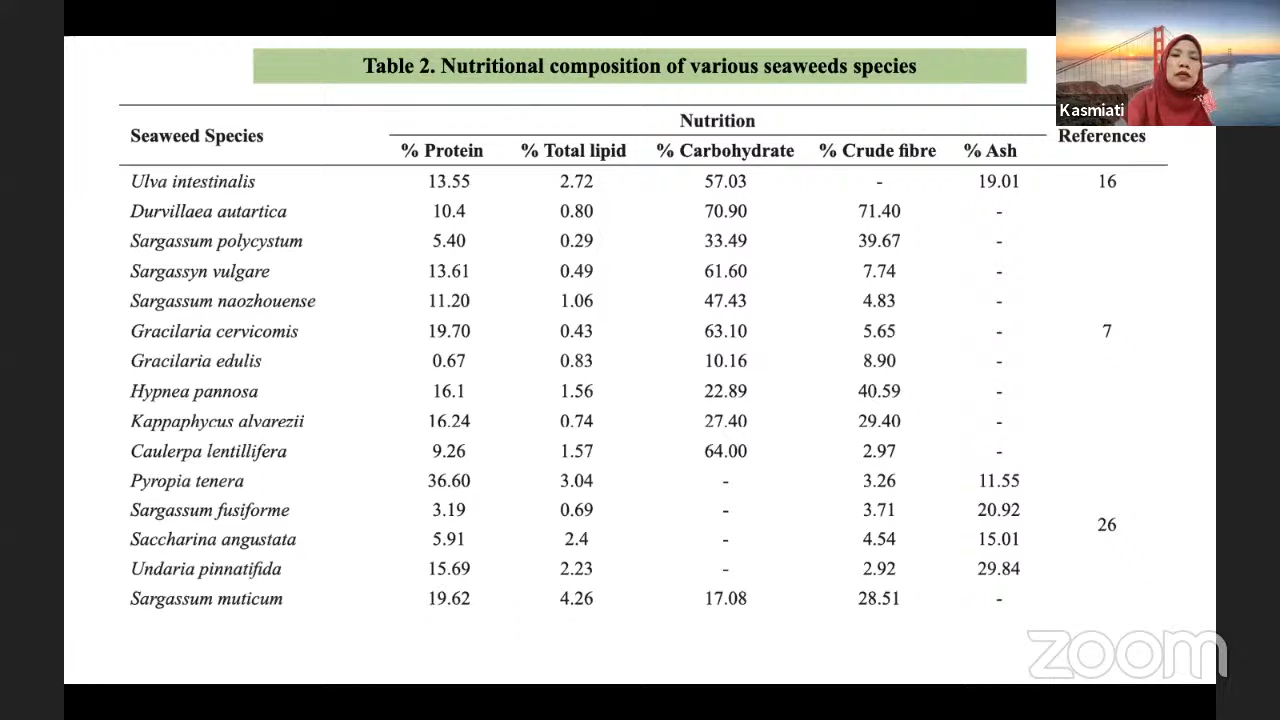 Table 2. Nutritional composition of various seaweeds species
Kasmiati
Seaweed Species Nutrition References
% Protein % Total lipid % Carbohydrate % Crude fibre % Ash
Ulva intestinalis 13.55 2.72 57.03 - 19.01 16
Durvillaea autartica 10.4 0.80 70.90 71.40 -
Sargassum polycystum 5.40 0.29 33.49 39.67 -
Sargassyn vulgare 13.61 0.49 61.60 7.74 -
Sargassum naozhouense 11.20 1.06 47.43 4.83 -
Gracilaria cervicomis 19.70 0.43 63.10 5.65 - 7
Gracilaria edulis 0.67 0.83 10.16 8.90 -
Hypnea pannosa 16.1 1.56 22.89 40.59 -
Kappaphycus alvarezii 16.24 0.74 27.40 29.40 -
Caulerpa lentillifera 9.26 1.57 64.00 2.97 -
Pyropia tenera 36.60 3.04 - 3.26 11.55
Sargassum fusiforme 3.19 0.69 - 3.71 20.92
26
Saccharina angustata 5.91 2.4 - 4.54 15.01
Undaria pinnatifida 15.69 2.23 - 2.92 29.84
Sargassum muticum 19.62 4.26 17.08 28.51 -
zoom